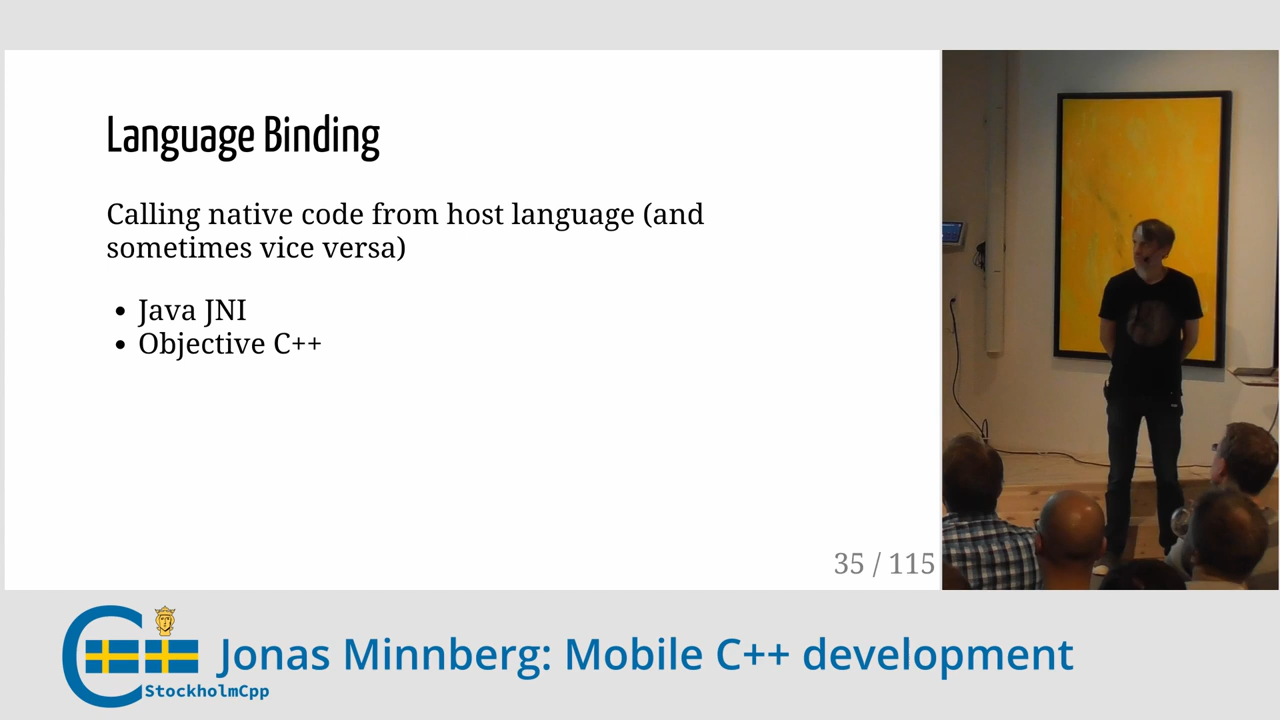 Language Binding
Calling native code from host language (and
sometimes vice versa)
• Java JNI
• Objective C++
35 / 115
C++
StockholmCpp
Jonas Minnberg: Mobile C++ development